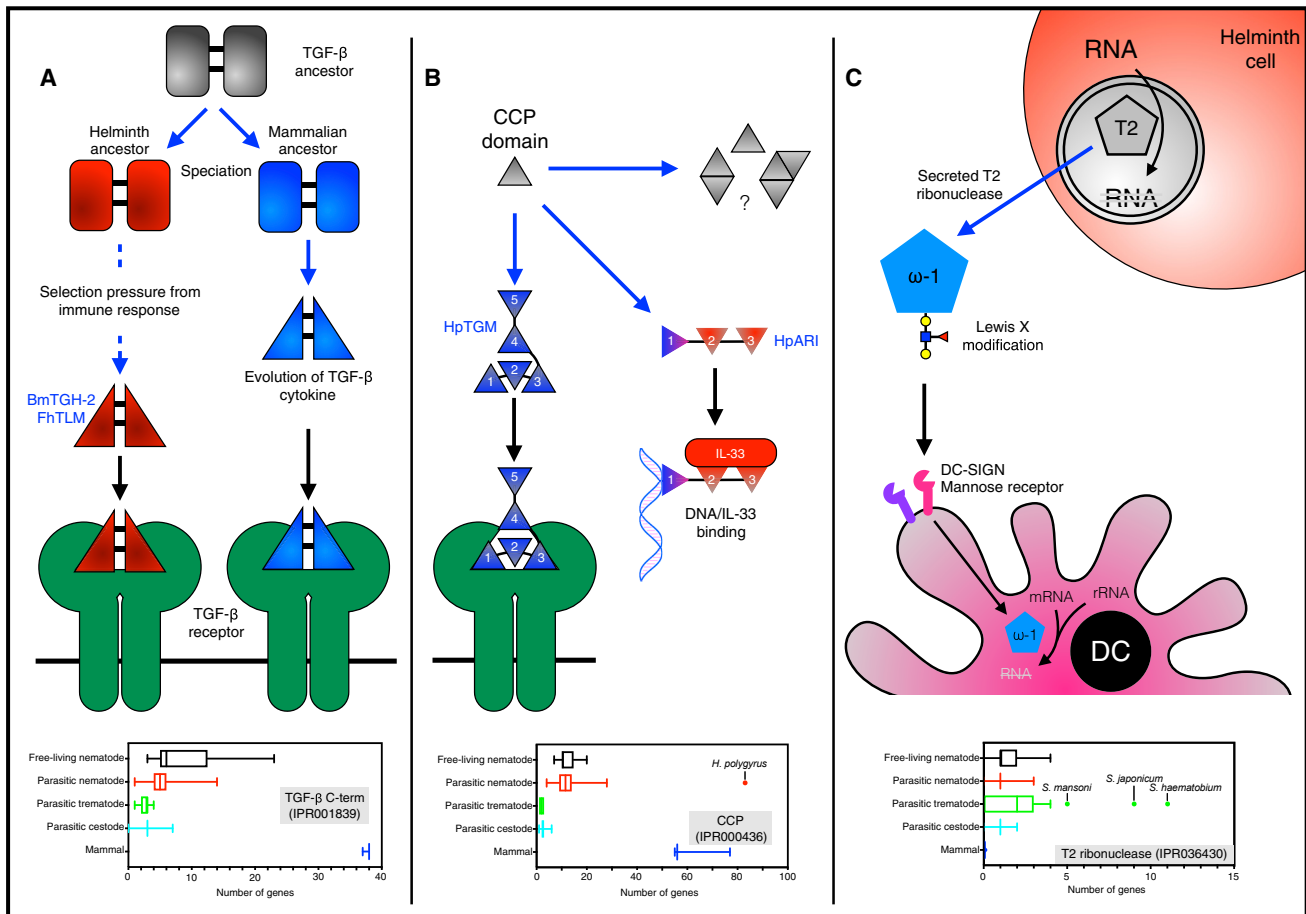 A
TGF-β
ancestor
Helminth
ancestor
Mammalian
ancestor
Speciation
Selection pressure from
immune response
Evolution of TGF-β
cytokine
BmTGH-2
FhTLM
TGF-β
receptor
Free-living nematode
Parasitic nematode
Parasitic trematode
Parasitic cestode
Mammal
TGF-β C-term
(IPR001839)
0 10 20 30 40
Number of genes
B
CCP
domain
?
HpTGM
5
4
2
1 3
HpARI
1 2 3
IL-33
1 2 3
DNA/IL-33
binding
5
4
2
1 3
Free-living nematode
Parasitic nematode
Parasitic trematode
Parasitic cestode
Mammal
H. polygyrus
CCP
(IPR000436)
0 20 40 60 80 100
Number of genes
C
RNA
Helminth
cell
T2
RNA
Secreted T2
ribonuclease
ω-1
Lewis X
modification
DC-SIGN
Mannose receptor
mRNA rRNA
ω-1
RNA
DC
Free-living nematode
Parasitic nematode
Parasitic trematode
Parasitic cestode
Mammal
S. mansoni
S. japonicum
S. haematobium
T2 ribonuclease (IPR036430)
0 5 10 15
Number of genes